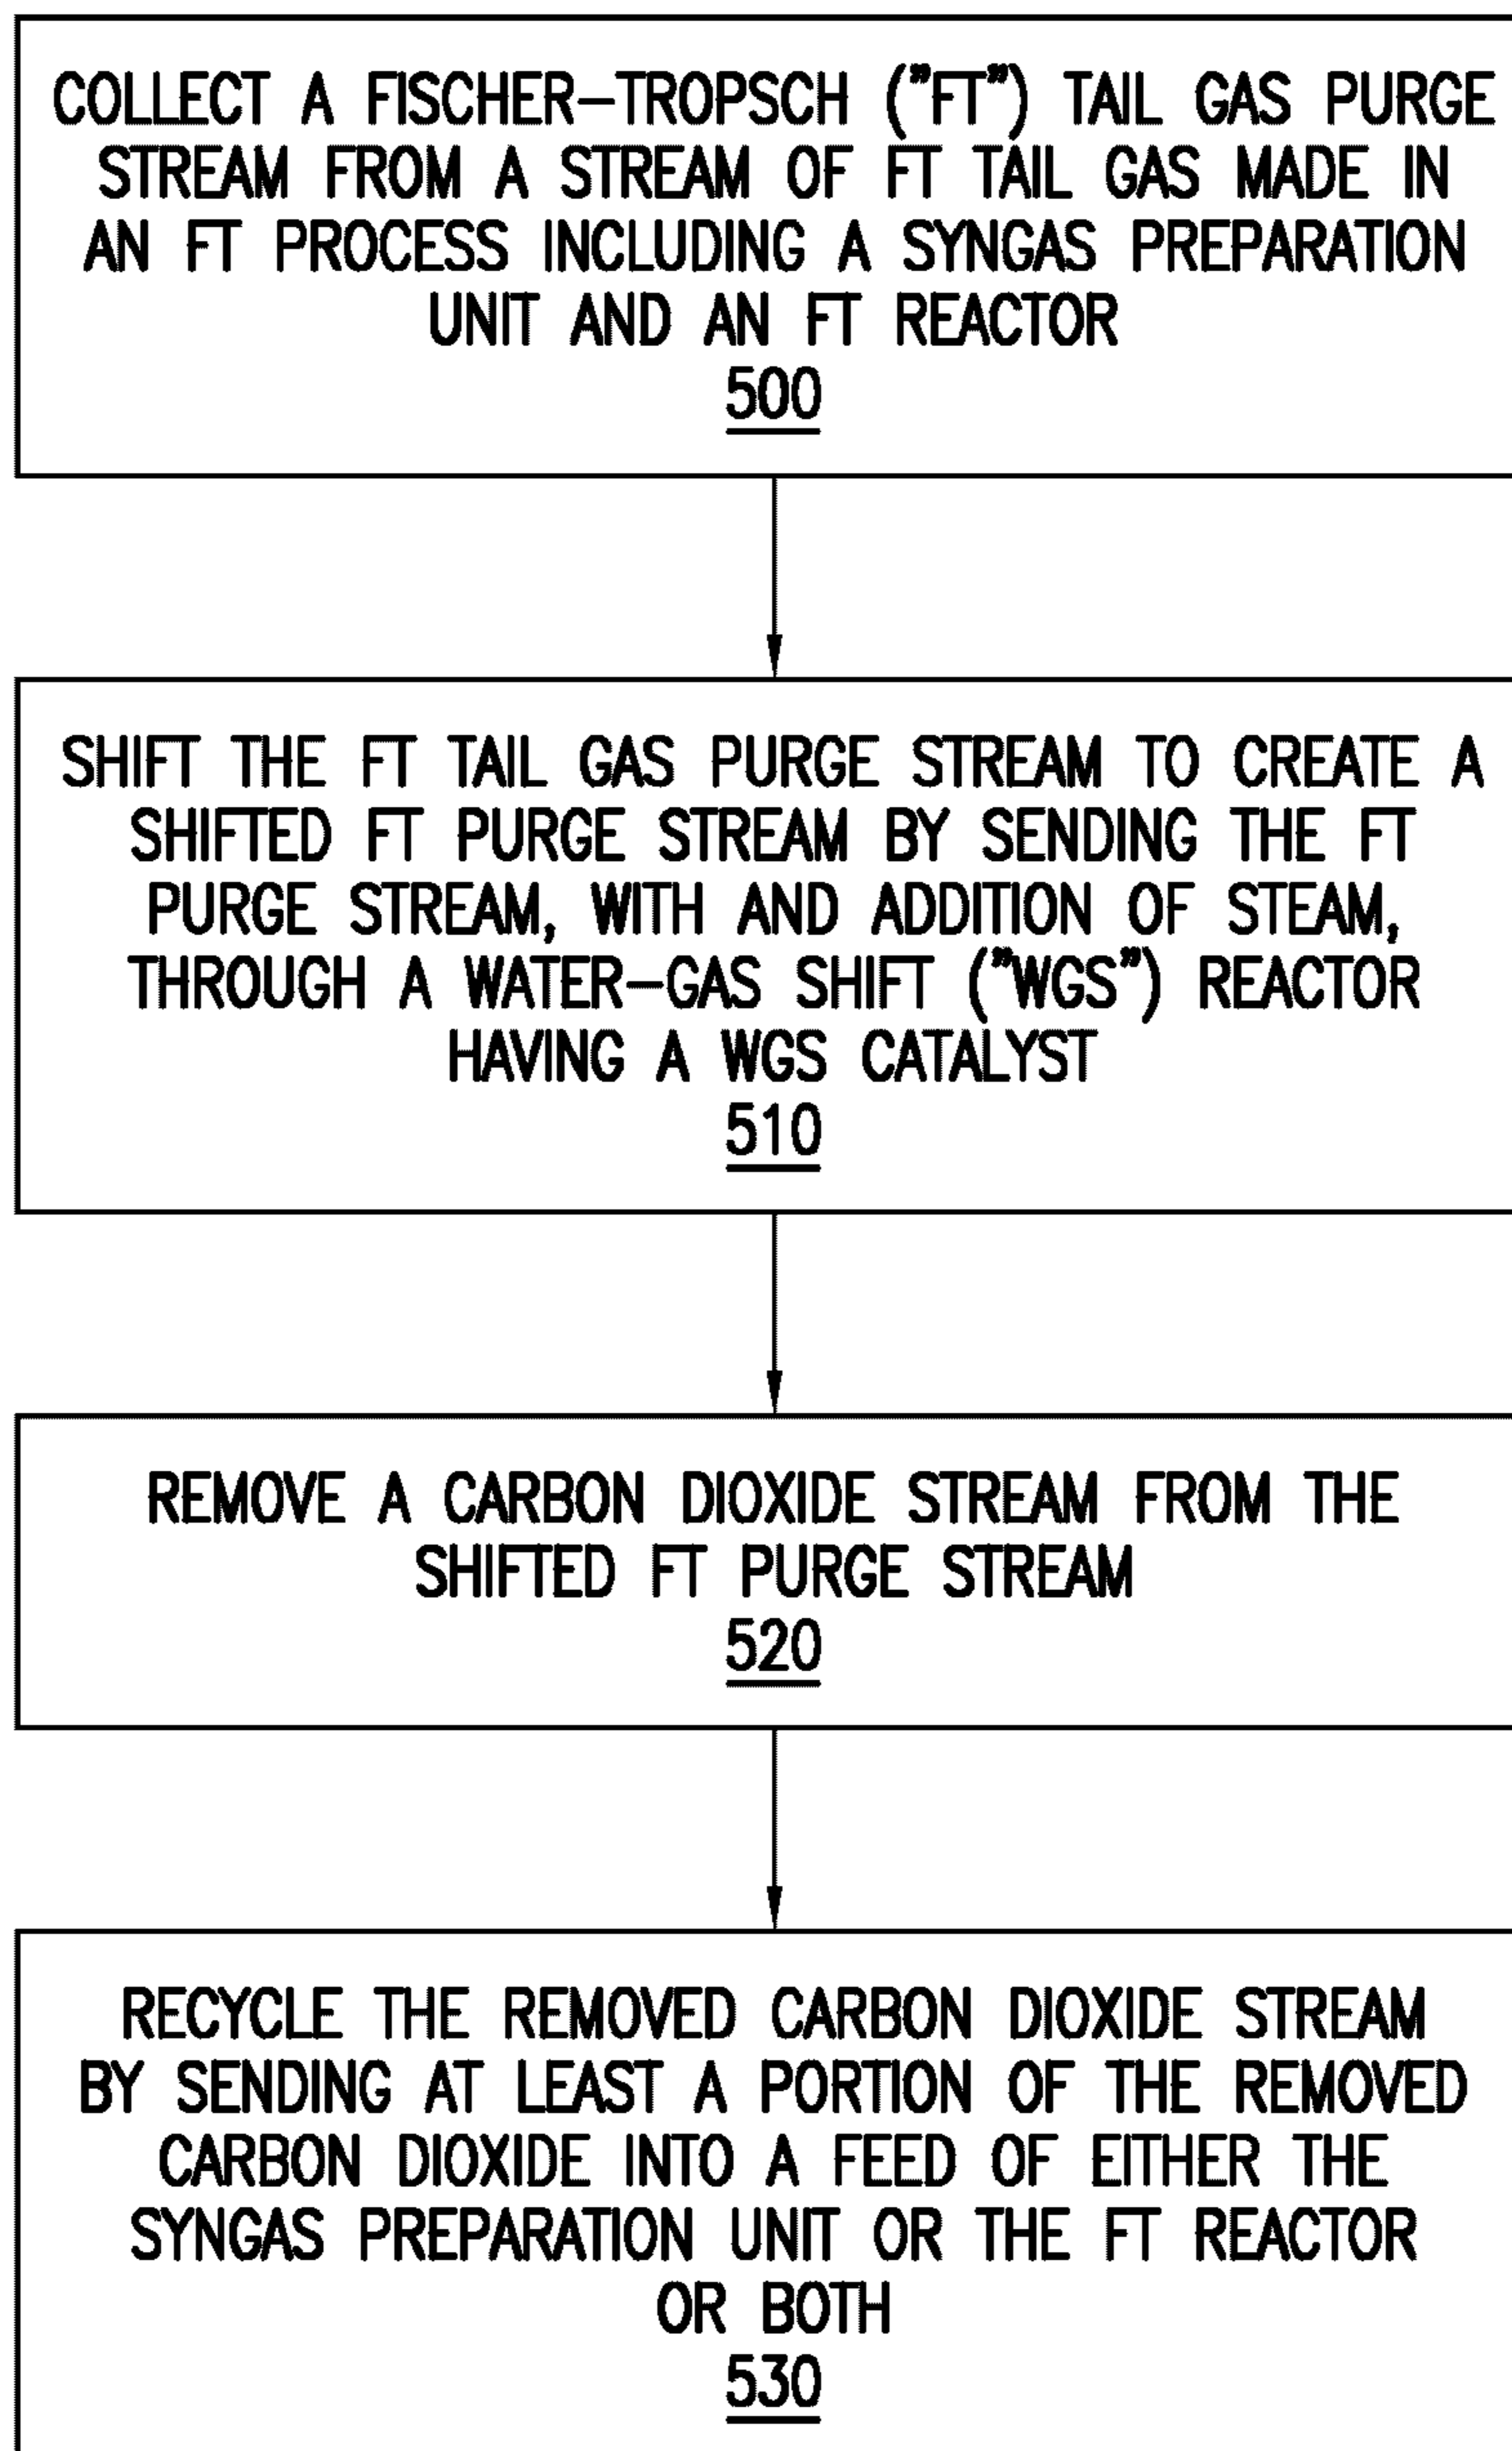 COLLECT A FISCHER-TROPSCH ("FT") TAIL GAS PURGE
STREAM FROM A STREAM OF FT TAIL GAS MADE IN
AN FT PROCESS INCLUDING A SYNGAS PREPARATION
UNIT AND AN FT REACTOR
500
SHIFT THE FT TAIL GAS PURGE STREAM TO CREATE A
SHIFTED FT PURGE STREAM BY SENDING THE FT
PURGE STREAM, WITH AND ADDITION OF STEAM,
THROUGH A WATER-GAS SHIFT ("WGS") REACTOR
HAVING A WGS CATALYST
510
REMOVE A CARBON DIOXIDE STREAM FROM THE
SHIFTED FT PURGE STREAM
520
RECYCLE THE REMOVED CARBON DIOXIDE STREAM
BY SENDING AT LEAST A PORTION OF THE REMOVED
CARBON DIOXIDE INTO A FEED OF EITHER THE
SYNGAS PREPARATION UNIT OR THE FT REACTOR
OR BOTH
530